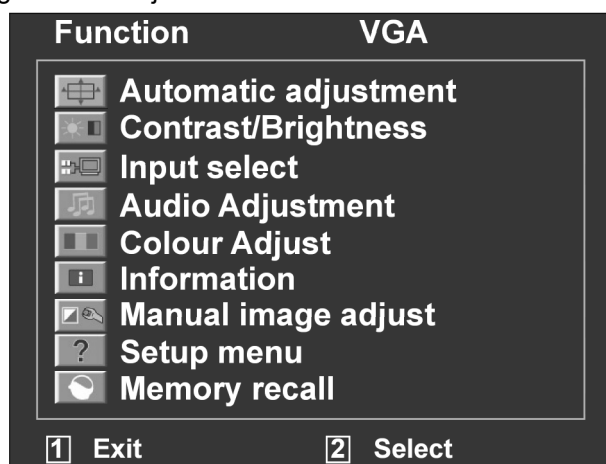 Function VGA
Automatic adjustment
Contrast/Brightness
Input select
Audio Adjustment
Colour Adjust
Information
Manual image adjust
Setup menu
Memory recall
1 Exit 2 Select